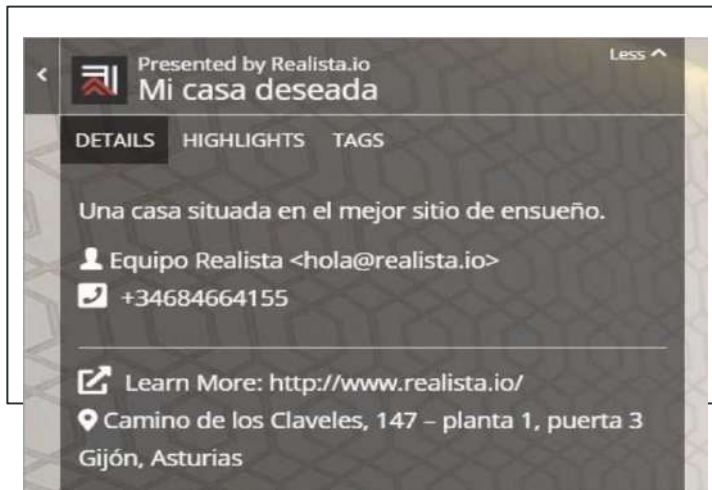 Presented by Realista.io
Less
Mi casa deseada
DETAILS HIGHLIGHTS TAGS
Una casa situada en el mejor sitio de ensueño.
Equipo Realista <hola@realista.io>
+34684664155
Learn More: http://www.realista.io/
Camino de los Claveles, 147 – planta 1, puerta 3
Gijón, Asturias